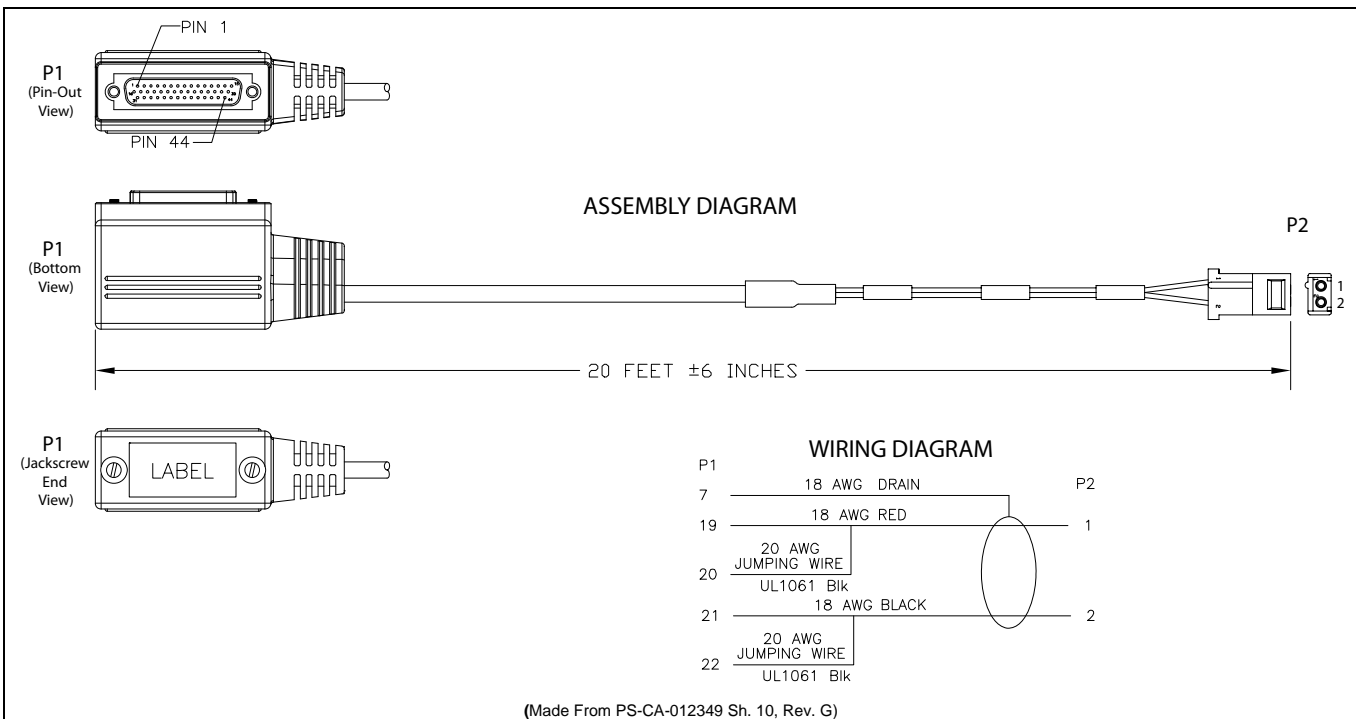 PIN 1
P1
(Pin-Out
View)
PIN 44
ASSEMBLY DIAGRAM
P2
P1
(Bottom
View)
1
2
1
2
20 FEET ±6 INCHES
P1
(Jackscrew
End
View)
LABEL
WIRING DIAGRAM
P1
P2
7
18 AWG DRAIN
19
18 AWG RED
1
20 AWG
JUMPING WIRE
20
UL1061 Blk
21
18 AWG BLACK
2
20 AWG
JUMPING WIRE
22
UL1061 Blk
(Made From PS-CA-012349 Sh. 10, Rev. G)